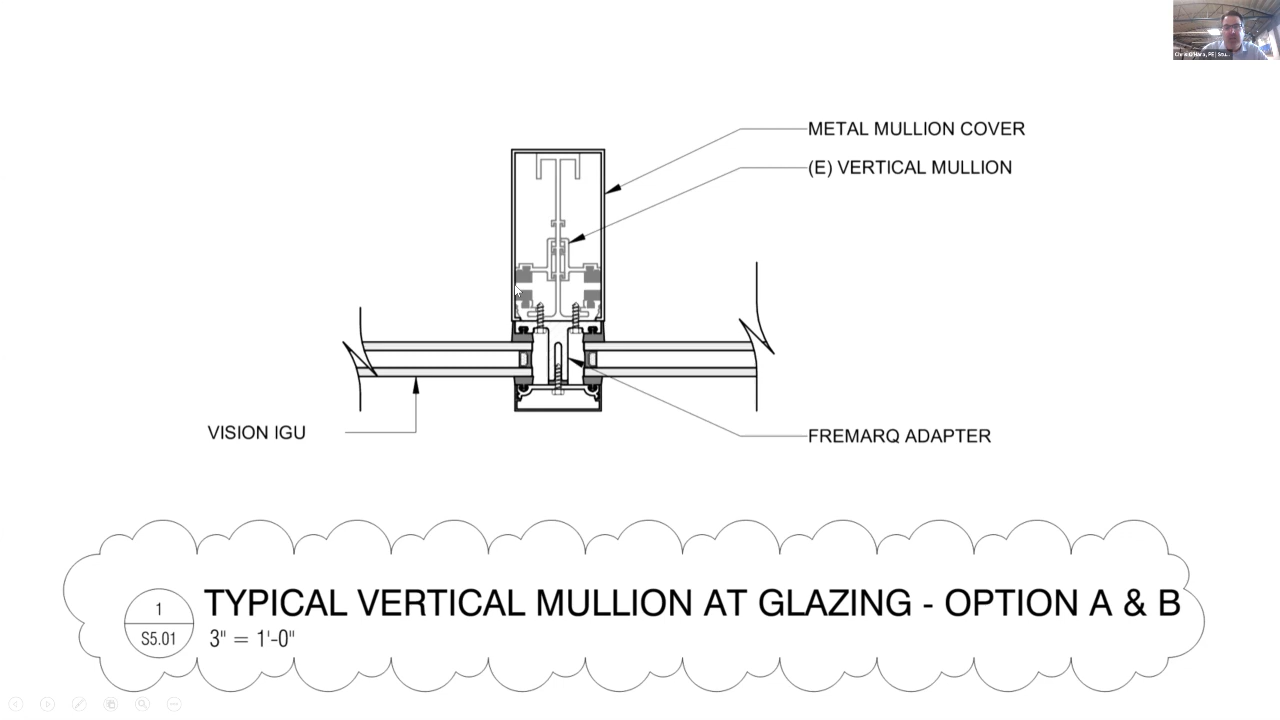 METAL MULLION COVER
(E) VERTICAL MULLION
VISION IGU
FREMARQ ADAPTER
1
TYPICAL VERTICAL MULLION AT GLAZING - OPTION A & B
S5.01
3" = 1'-0"